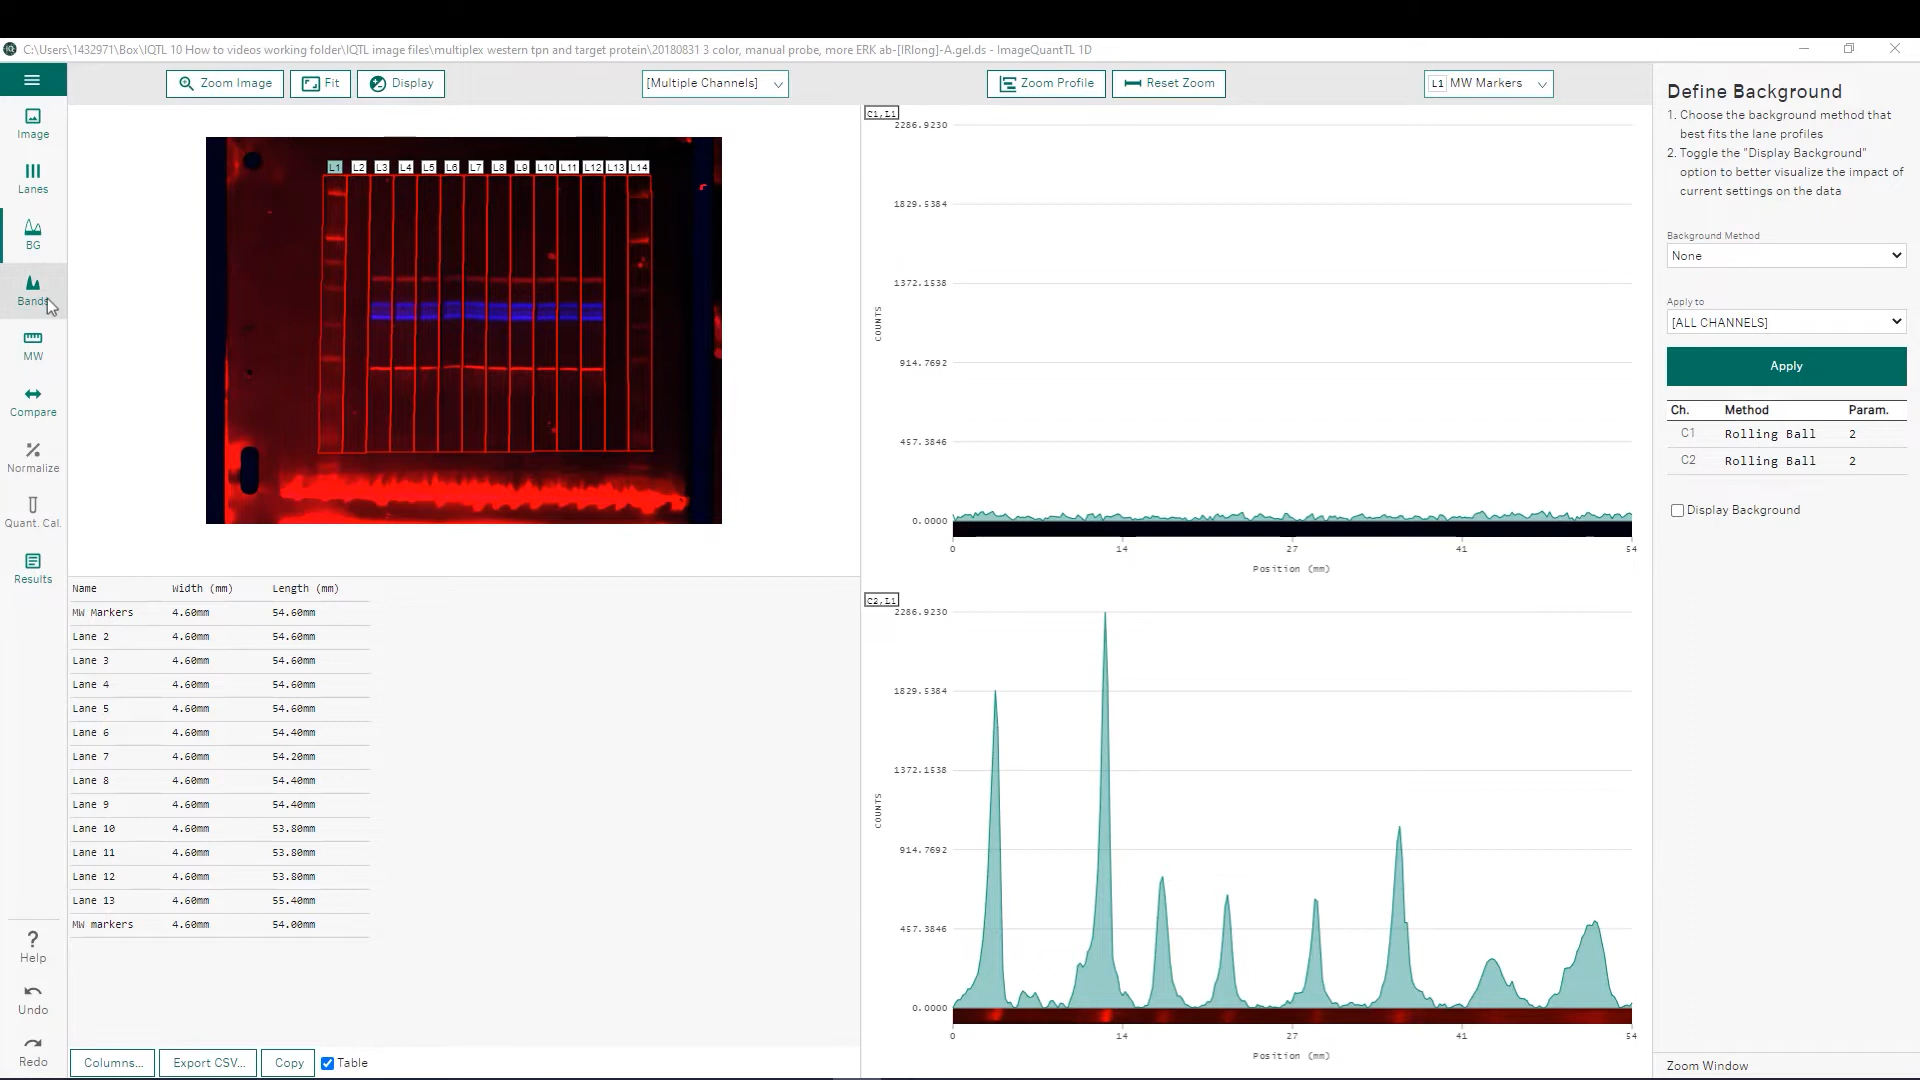 C:\Users\1432971\Box\IQTL 10 How to videos working folder\IQTL image files\multiplex western tpn and target protein\20180831 3 color, manual probe, more ERK ab-[IRlong]-A.gel.ds - ImageQuantTL 1D
Zoom Image Fit Display [Multiple Channels] Zoom Profile Reset Zoom L1 MW Markers
Image
Lanes
BG
Bands
MW
Compare
Normalize
Quant. Cal.
Results
Help
Undo
Redo
L1 L2 L3 L4 L5 L6 L7 L8 L9 L10 L11 L12 L13 L14
Name Width (mm) Length (mm)
MW Markers 4.60mm 54.60mm
Lane 2 4.60mm 54.60mm
Lane 3 4.60mm 54.60mm
Lane 4 4.60mm 54.60mm
Lane 5 4.60mm 54.60mm
Lane 6 4.60mm 54.40mm
Lane 7 4.60mm 54.20mm
Lane 8 4.60mm 54.40mm
Lane 9 4.60mm 54.40mm
Lane 10 4.60mm 53.80mm
Lane 11 4.60mm 53.80mm
Lane 12 4.60mm 53.80mm
Lane 13 4.60mm 55.40mm
MW markers 4.60mm 54.00mm
Columns... Export CSV... Copy Table
C1,L1
2286.9230
1829.5384
1372.1538
914.7692
457.3846
0.0000
COUNTS
0 14 27 41 54
Position (mm)
C2,L1
2286.9230
1829.5384
1372.1538
914.7692
457.3846
0.0000
COUNTS
0 14 27 41 54
Position (mm)
Define Background
1. Choose the background method that
best fits the lane profiles
2. Toggle the "Display Background"
option to better visualize the impact of
current settings on the data
Background Method
None
Apply to
[ALL CHANNELS]
Apply
Ch. Method Param.
C1 Rolling Ball 2
C2 Rolling Ball 2
Display Background
Zoom Window